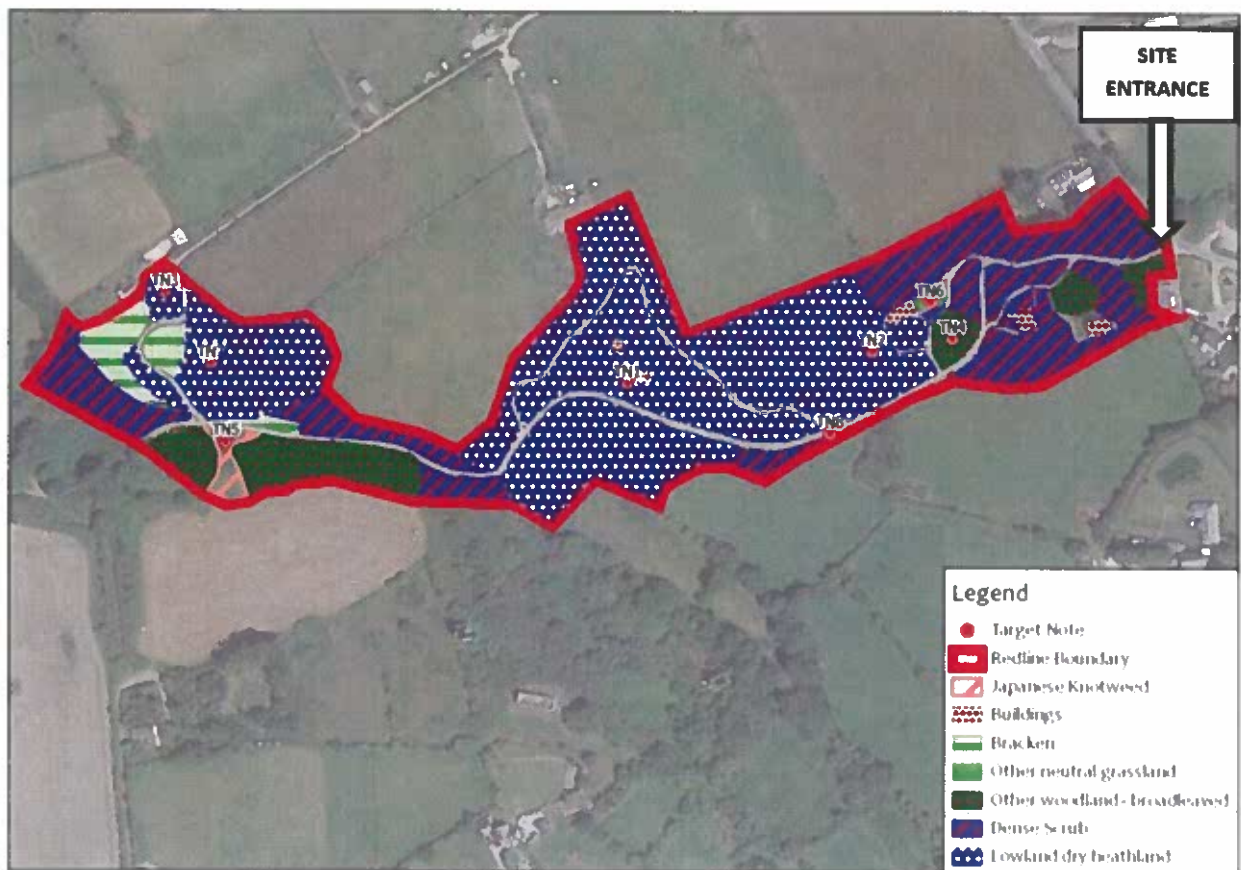 SITE
ENTRANCE
TN3
TN
TN5
TN1
TN6
TN4
TN7
TN8
Legend
Target Note
Redline Boundary
Japanese Knotweed
Buildings
Bracken
Other neutral grassland
Other woodland - broadleaved
Dense Scrub
Lowland dry heathland